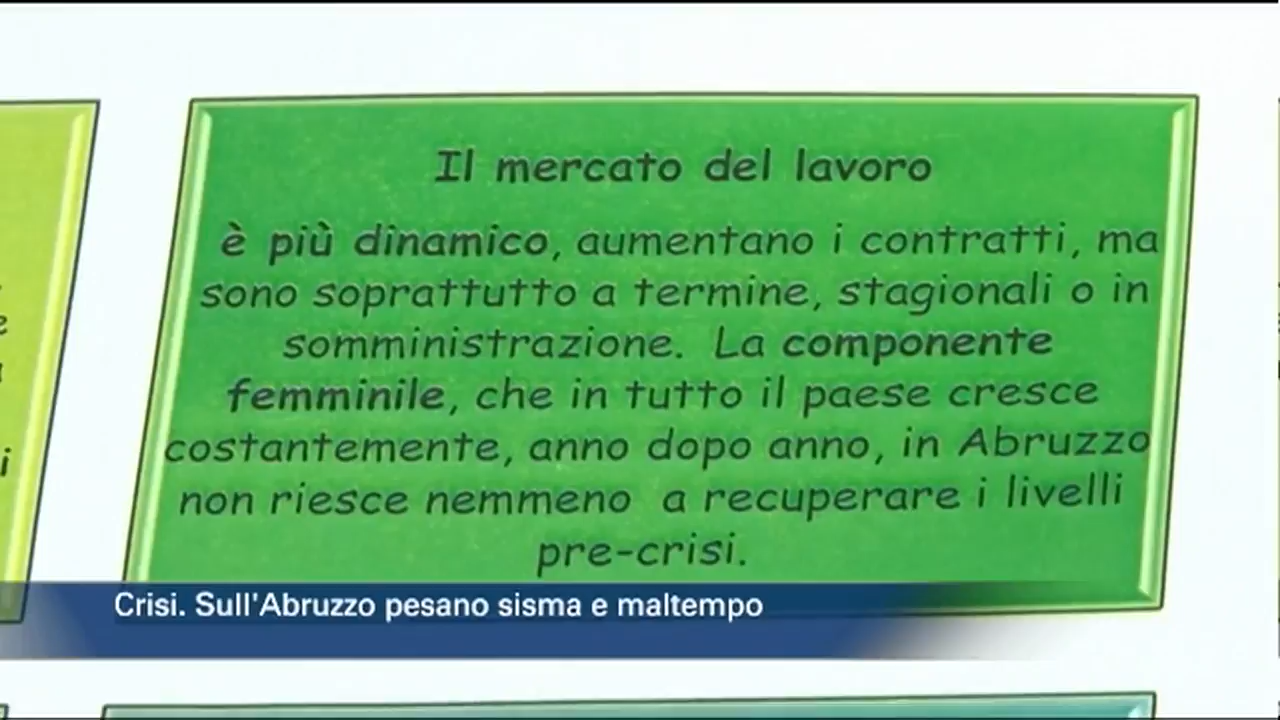 Il mercato del lavoro
è più dinamico, aumentano i contratti, ma
sono soprattutto a termine, stagionali o in
somministrazione. La componente
femminile, che in tutto il paese cresce
costantemente, anno dopo anno, in Abruzzo
non riesce nemmeno a recuperare i livelli
pre-crisi.
Crisi. Sull'Abruzzo pesano sisma e maltempo